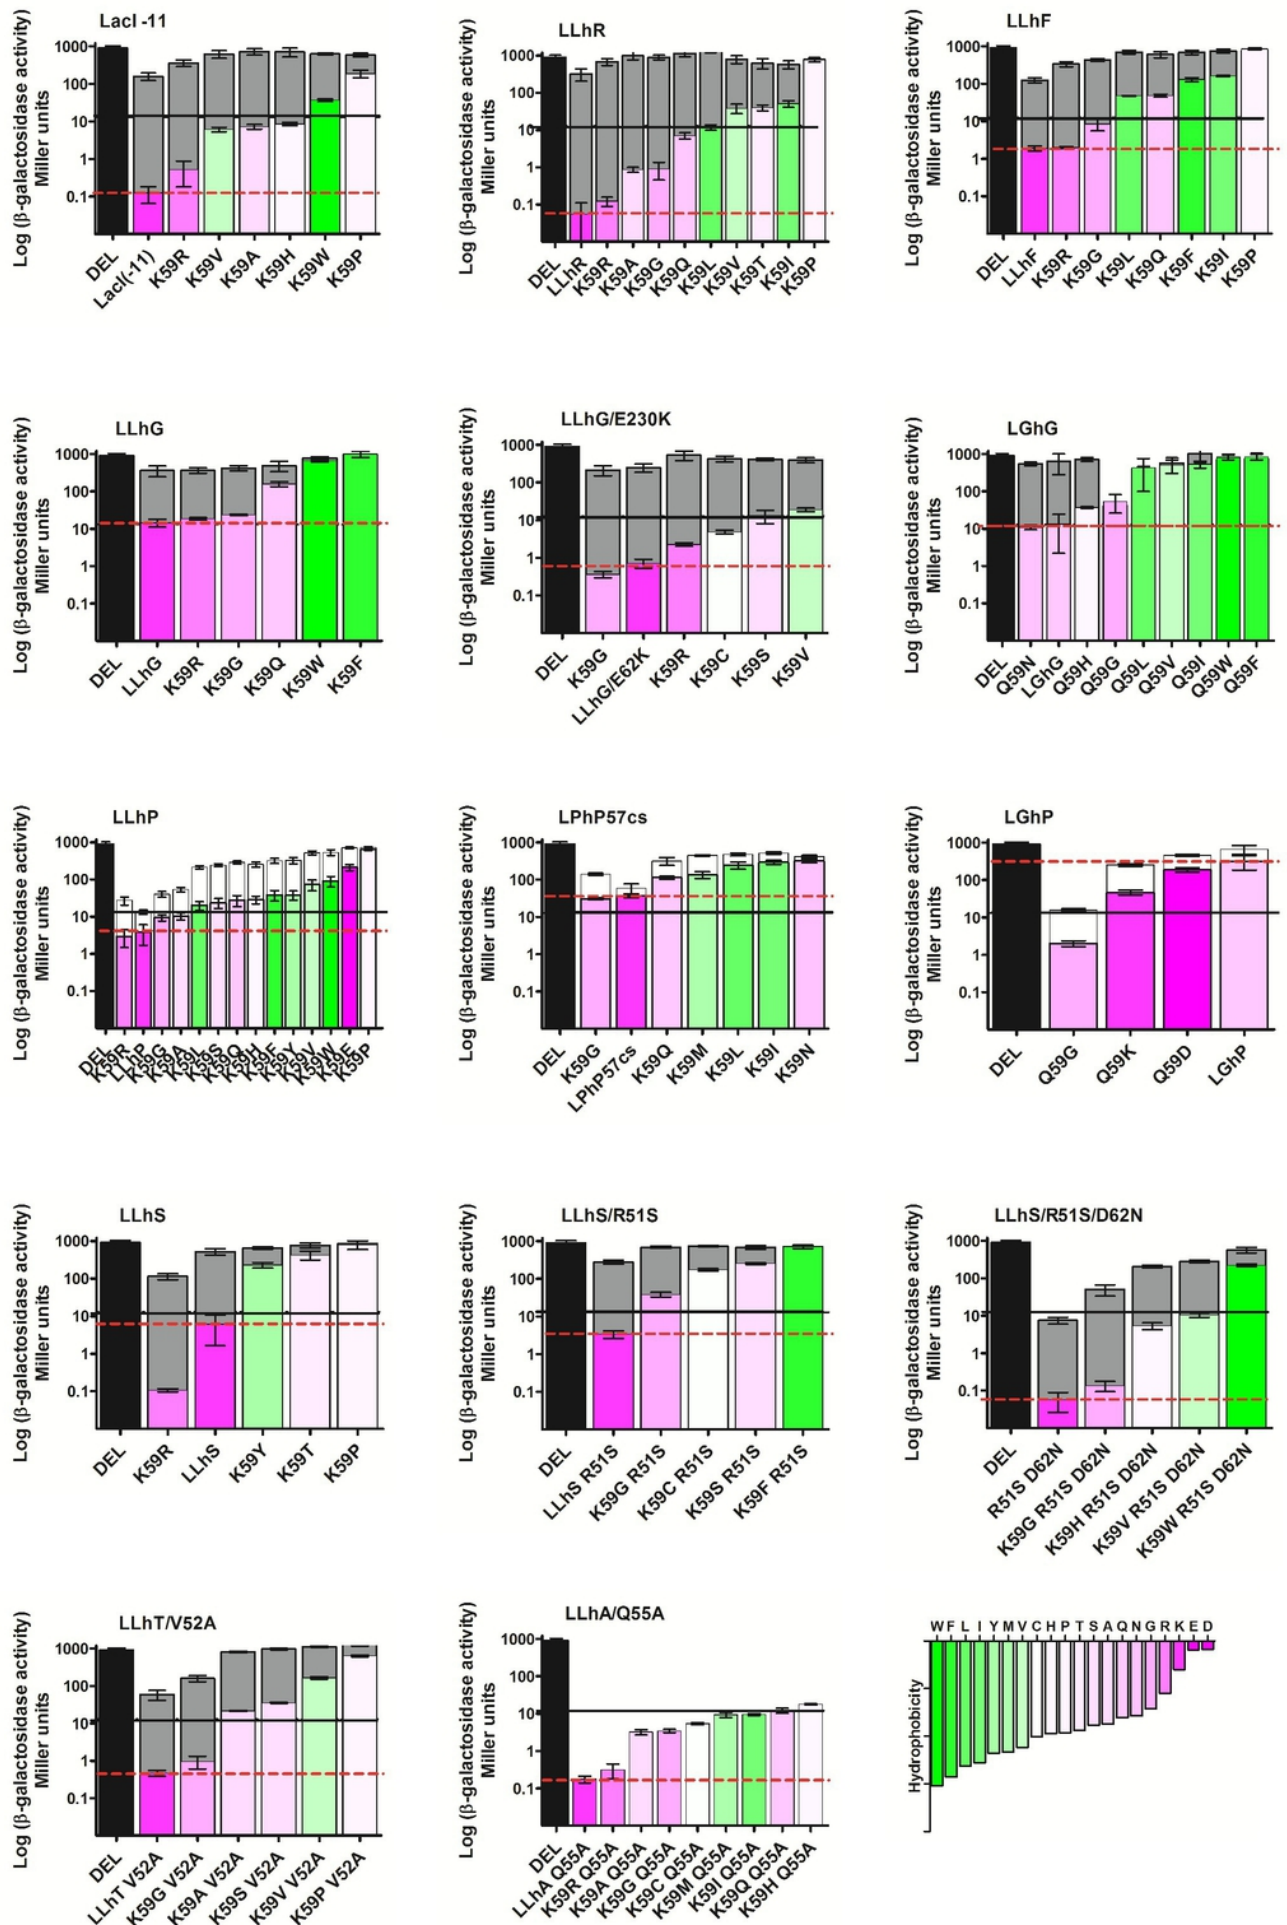 LacI -11
Log (β-galactosidase activity)
Miller units
1000
100
10
1
0.1
DEL
LacI(-11)
K59R
K59V
K59A
K59H
K59W
K59P
LLhR
Log (β-galactosidase activity)
Miller units
1000
100
10
1
0.1
DEL
LLhR
K59R
K59A
K59G
K59Q
K59L
K59V
K59T
K59I
K59P
LLhF
Log (β-galactosidase activity)
Miller units
1000
100
10
1
0.1
DEL
LLhF
K59R
K59G
K59L
K59Q
K59F
K59I
K59P
LLhG
Log (β-galactosidase activity)
Miller units
1000
100
10
1
0.1
DEL
LLhG
K59R
K59G
K59Q
K59W
K59F
LLhG/E230K
Log (β-galactosidase activity)
Miller units
1000
100
10
1
0.1
DEL
K59G
LLhG/E62K
K59R
K59C
K59S
K59V
LGhG
Log (β-galactosidase activity)
Miller units
1000
100
10
1
0.1
DEL
Q59N
LGhG
Q59H
Q59G
Q59L
Q59V
Q59I
Q59W
Q59F
LLhP
Log (β-galactosidase activity)
Miller units
1000
100
10
1
0.1
DEL
K59R
LLhP
K59G
K59A
K59L
K59S
K59Q
K59H
K59F
K59Y
K59V
K59W
K59E
K59P
LPhP57cs
Log (β-galactosidase activity)
Miller units
1000
100
10
1
0.1
DEL
K59G
LPhP57cs
K59Q
K59M
K59L
K59I
K59N
LGhP
Log (β-galactosidase activity)
Miller units
1000
100
10
1
0.1
DEL
Q59G
Q59K
Q59D
LGhP
LLhS
Log (β-galactosidase activity)
Miller units
1000
100
10
1
0.1
DEL
K59R
LLhS
K59Y
K59T
K59P
LLhS/R51S
Log (β-galactosidase activity)
Miller units
1000
100
10
1
0.1
DEL
LLhS R51S
K59G R51S
K59C R51S
K59S R51S
K59F R51S
LLhS/R51S/D62N
Log (β-galactosidase activity)
Miller units
1000
100
10
1
0.1
DEL
R51S D62N
K59G R51S D62N
K59H R51S D62N
K59V R51S D62N
K59W R51S D62N
LLhT/V52A
Log (β-galactosidase activity)
Miller units
1000
100
10
1
0.1
DEL
LLhT V52A
K59G V52A
K59A V52A
K59S V52A
K59V V52A
K59P V52A
LLhA/Q55A
Log (β-galactosidase activity)
Miller units
1000
100
10
1
0.1
DEL
LLhA Q55A
K59R Q55A
K59A Q55A
K59G Q55A
K59C Q55A
K59M Q55A
K59I Q55A
K59Q Q55A
K59H Q55A
W F L I Y M V C H P T S A Q N G R K E D
Hydrophobicity